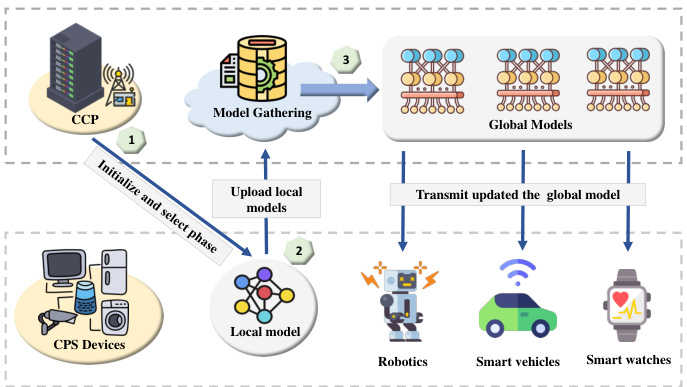 CCP
1
Initialize and select phase
Model Gathering
3
Global Models
Upload local
models
Transmit updated the global model
2
Local model
CPS Devices
Robotics
Smart vehicles
Smart watches